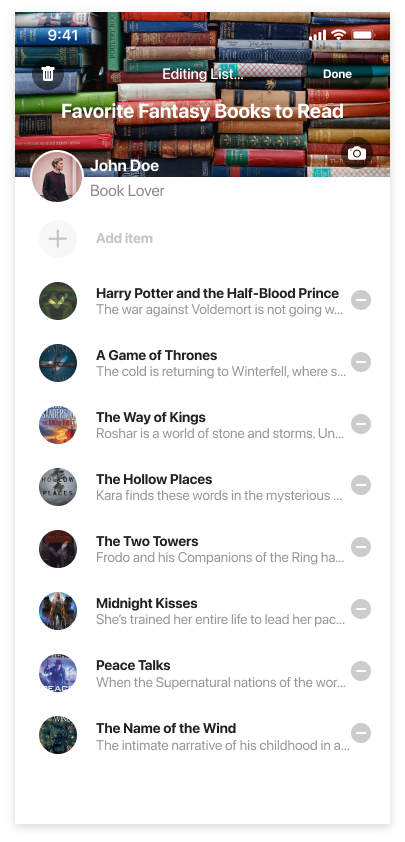 9:41
Editing List...
Done
Favorite Fantasy Books to Read
John Doe
Book Lover
Add item
Harry Potter and the Half-Blood Prince
The war against Voldemort is not going w...
A Game of Thrones
The cold is returning to Winterfell, where s...
SANDERSON
The Way of Kings
Roshar is a world of stone and storms. Un...
HOLLOW
PLACES
The Hollow Places
Kara finds these words in the mysterious ...
The Two Towers
Frodo and his Companions of the Ring ha...
Midnight Kisses
She's trained her entire life to lead her pac...
PEACE
Peace Talks
When the Supernatural nations of the wor...
The Name of the Wind
The intimate narrative of his childhood in a...